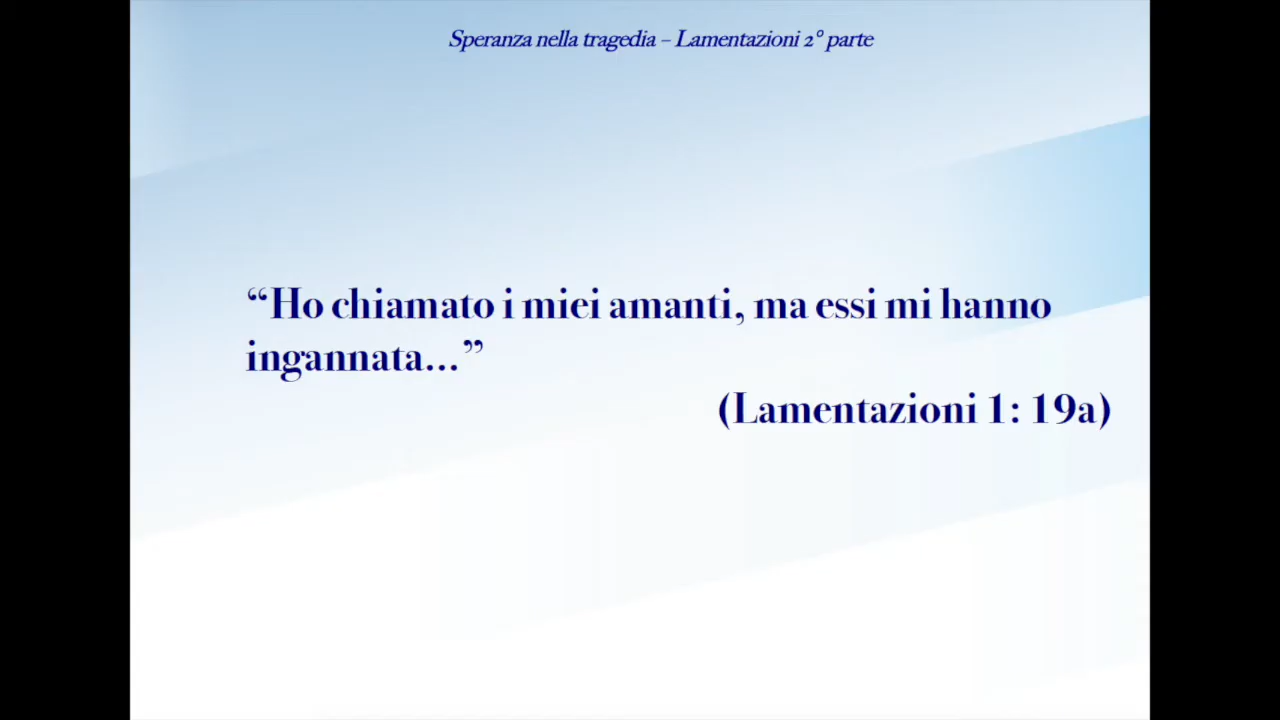 Speranza nella tragedia – Lamentazioni 2° parte
“Ho chiamato i miei amanti, ma essi mi hanno
ingannata...”
(Lamentazioni 1: 19a)